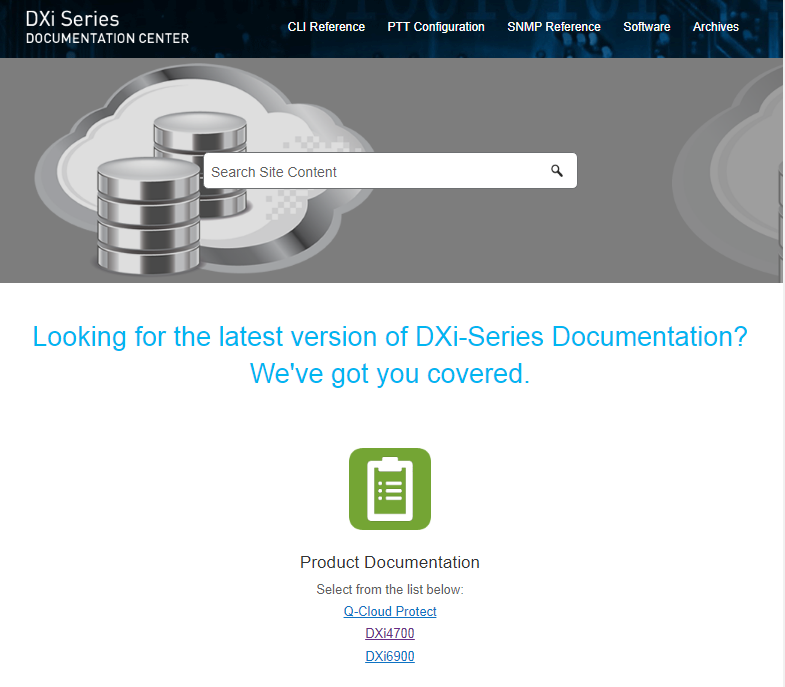 DXi Series
DOCUMENTATION CENTER
CLI Reference PTT Configuration SNMP Reference Software Archives
Search Site Content
Looking for the latest version of DXi-Series Documentation?
We've got you covered.
Product Documentation
Select from the list below:
Q-Cloud Protect
DXi4700
DXi6900